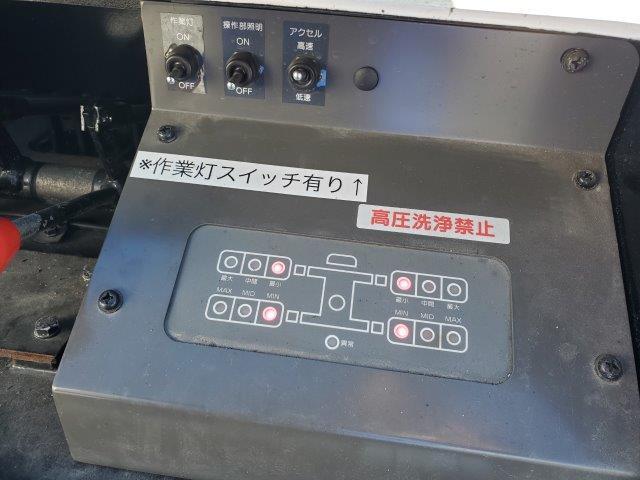 作業灯
ON
OFF
操作部照明
ON
OFF
アクセル
高速
低速
※作業灯スイッチ有り↑
高圧洗浄禁止
最大 中間 最小
最小 中間 最大
MAX MID MIN
MIN MID MAX
異常